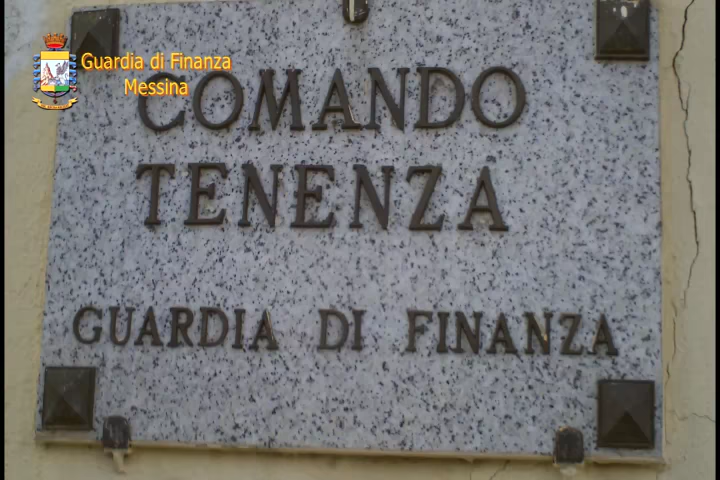 Guardia di Finanza
Messina
COMANDO
TENENZA
GUARDIA DI FINANZA